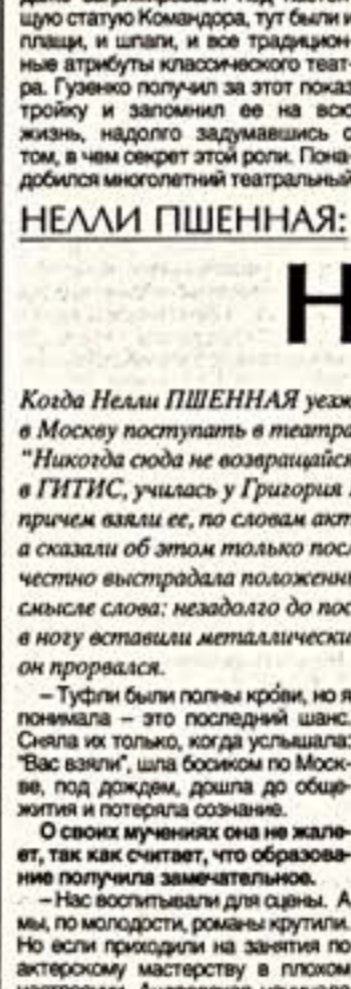 щую статую Командора, тут были и
плащи, и шпаги, и все традицион-
ные атрибуты классического теат-
ра. Гузенко получил за этот показ
тройку и запомнил ее на всю
жизнь, надолго задумавшись о
том, в чем секрет этой роли. Пона-
добился многолетний театральный
НЕЛЛИ ПШЕННАЯ:
Н
Когда Нелли ПШЕННАЯ уезж
в Москву поступать в театра
"Никогда сюда не возвращайся
в ГИТИС, училась у Григория
причем взяли ее, по словам акт
а сказали об этом только посл
честно выстрадала положенны
смысле слова: незадолго до пос
в ногу вставили металлически
он прорвался.
– Туфли были полны крови, но я
понимала – это последний шанс.
Сняла их только, когда услышала:
"Вас взяли", шла босиком по Моск-
ве, под дождем, дошла до обще-
жития и потеряла сознание.
О своих мучениях она не жале-
ет, так как считает, что образова-
ние получила замечательное.
– Нас воспитывали для сцены. А
мы, по молодости, романы крутили.
Но если приходили на занятия по
актерскому мастерству в плохом